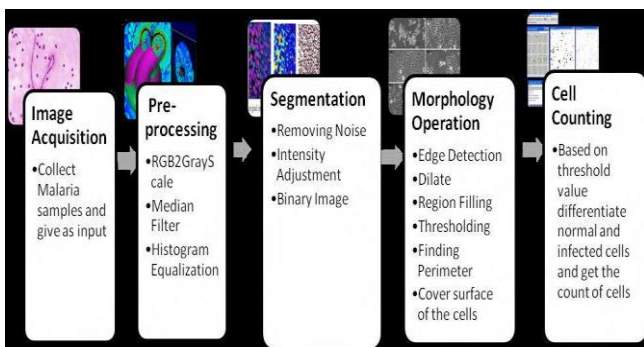 Image
Acquisition
•Collect
Malaria
samples and
give as input
Pre-
processing
•RGB2GrayS
cale
•Median
Filter
•Histogram
Equalization
Segmentation
•Removing Noise
•Intensity
Adjustment
•Binary Image
Morphology
Operation
•Edge Detection
•Dilate
•Region Filling
•Thresholding
•Finding
Perimeter
•Cover surface
of the cells
Cell
Counting
•Based on
threshold
value
differentiate
normal and
infected cells
and get the
count of cells